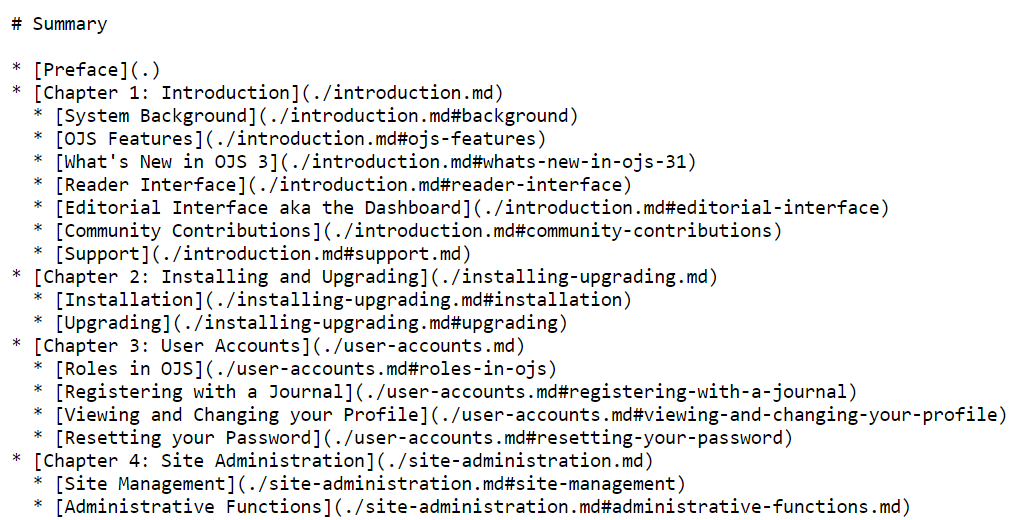 # Summary

* [Preface](.)
* [Chapter 1: Introduction](./introduction.md)
  * [System Background](./introduction.md#background)
  * [OJS Features](./introduction.md#ojs-features)
  * [What's New in OJS 3](./introduction.md#whats-new-in-ojs-31)
  * [Reader Interface](./introduction.md#reader-interface)
  * [Editorial Interface aka the Dashboard](./introduction.md#editorial-interface)
  * [Community Contributions](./introduction.md#community-contributions)
  * [Support](./introduction.md#support.md)
* [Chapter 2: Installing and Upgrading](./installing-upgrading.md)
  * [Installation](./installing-upgrading.md#installation)
  * [Upgrading](./installing-upgrading.md#upgrading)
* [Chapter 3: User Accounts](./user-accounts.md)
  * [Roles in OJS](./user-accounts.md#roles-in-ojs)
  * [Registering with a Journal](./user-accounts.md#registering-with-a-journal)
  * [Viewing and Changing your Profile](./user-accounts.md#viewing-and-changing-your-profile)
  * [Resetting your Password](./user-accounts.md#resetting-your-password)
* [Chapter 4: Site Administration](./site-administration.md)
  * [Site Management](./site-administration.md#site-management)
  * [Administrative Functions](./site-administration.md#administrative-functions.md)